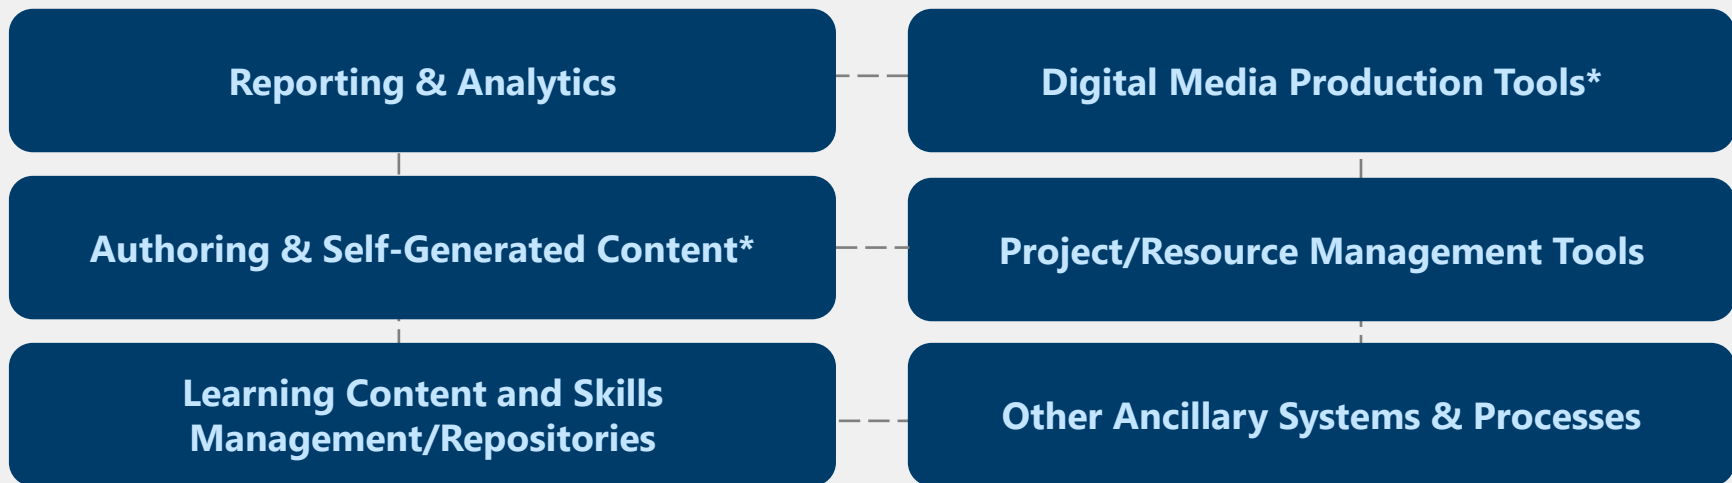 Reporting & Analytics
Digital Media Production Tools*
Authoring & Self-Generated Content*
Project/Resource Management Tools
Learning Content and Skills
Management/Repositories
Other Ancillary Systems & Processes